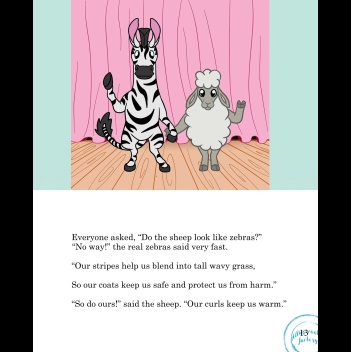 Everyone asked, “Do the sheep look like zebras?”
“No way!” the real zebras said very fast.
“Our stripes help us blend into tall wavy grass,
So our coats keep us safe and protect us from harm.”
“So do ours!” said the sheep. “Our curls keep us warm.”
13